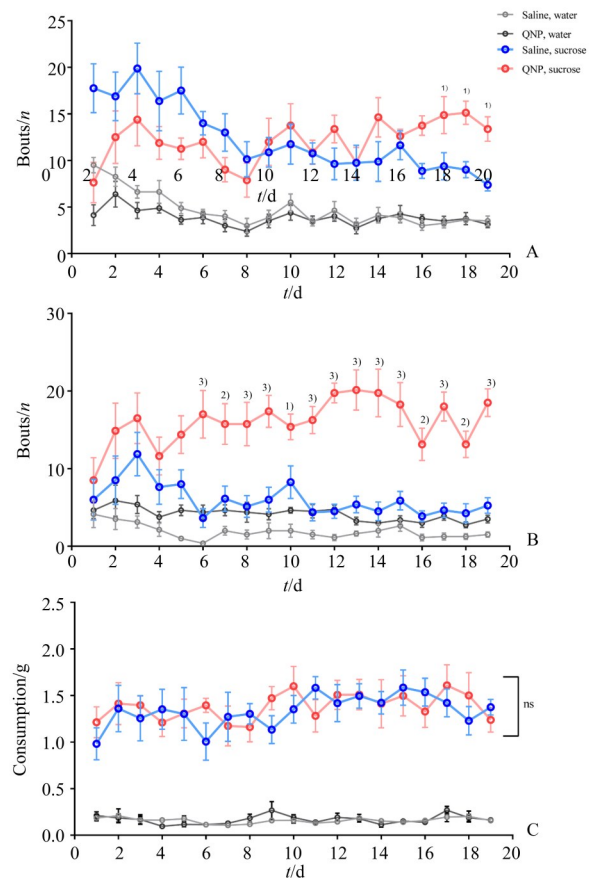 Saline, water
QNP, water
Saline, sucrose
QNP, sucrose
25
20
15
10
5
0
Bouts/n
1) 1) 1)
0 2 4 6 8 10 12 14 16 18 20
t/d
0 2 4 6 8 10 12 14 16 18 20
t/d
A
30
20
10
0
Bouts/n
3) 2) 3) 3) 1) 3) 3) 3) 3) 3) 2) 3) 2) 3)
0 2 4 6 8 10 12 14 16 18 20
t/d
B
2.5
2.0
1.5
1.0
0.5
0.0
Consumption/g
ns
0 2 4 6 8 10 12 14 16 18 20
t/d
C